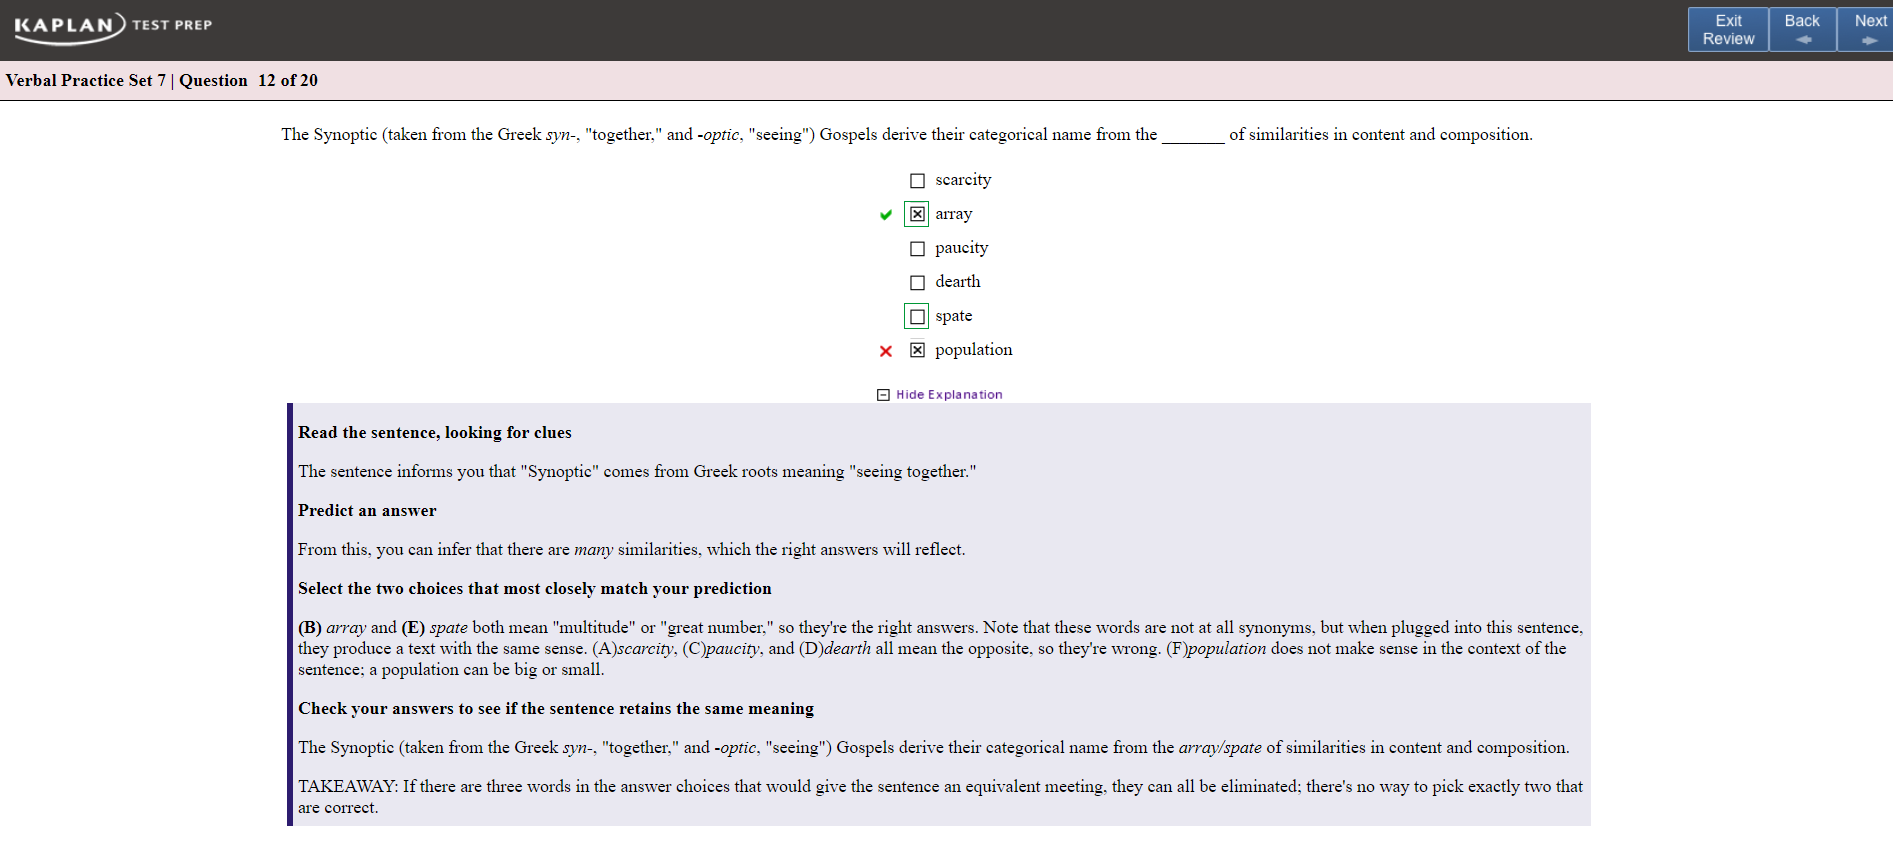 KAPLAN TEST PREP
Exit Review
Back
Next
Verbal Practice Set 7 | Question 12 of 20
The Synoptic (taken from the Greek syn-, "together," and -optic, "seeing") Gospels derive their categorical name from the _______ of similarities in content and composition.
scarcity
array
paucity
dearth
spate
population
Hide Explanation
Read the sentence, looking for clues
The sentence informs you that "Synoptic" comes from Greek roots meaning "seeing together."
Predict an answer
From this, you can infer that there are many similarities, which the right answers will reflect.
Select the two choices that most closely match your prediction
(B) array and (E) spate both mean "multitude" or "great number," so they're the right answers. Note that these words are not at all synonyms, but when plugged into this sentence,
they produce a text with the same sense. (A)scarcity, (C)paucity, and (D)dearth all mean the opposite, so they're wrong. (F)population does not make sense in the context of the
sentence; a population can be big or small.
Check your answers to see if the sentence retains the same meaning
The Synoptic (taken from the Greek syn-, "together," and -optic, "seeing") Gospels derive their categorical name from the array/spate of similarities in content and composition.
TAKEAWAY: If there are three words in the answer choices that would give the sentence an equivalent meeting, they can all be eliminated; there's no way to pick exactly two that
are correct.